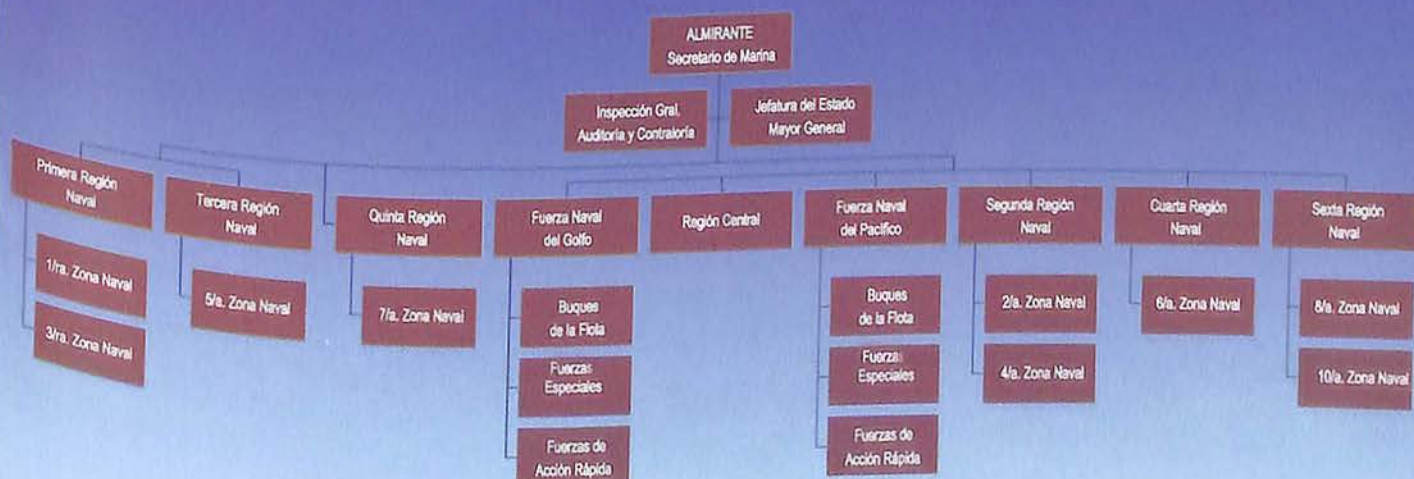 ALMIRANTE
Secretario de Marina
Inspección Gral.
Auditoría y Contraloría
Jefatura del Estado
Mayor General
Primera Región
Naval
1/ra. Zona Naval
3/ra. Zona Naval
Tercera Región
Naval
5/a. Zona Naval
Quinta Región
Naval
7/a. Zona Naval
Fuerza Naval
del Golfo
Buques
de la Flota
Fuerzas
Especiales
Fuerzas de
Acción Rápida
Región Central
Fuerza Naval
del Pacífico
Buques
de la Flota
Fuerzas
Especiales
Fuerzas de
Acción Rápida
Segunda Región
Naval
2/a. Zona Naval
4/a. Zona Naval
Cuarta Región
Naval
6/a. Zona Naval
Sexta Región
Naval
8/a. Zona Naval
10/a. Zona Naval